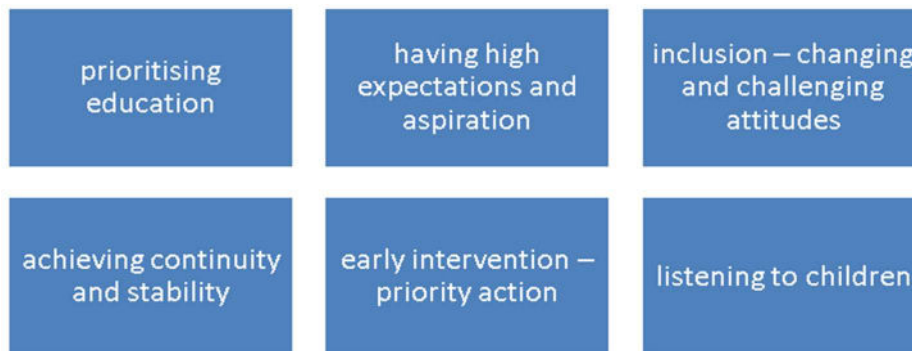 prioritising
education
having high
expectations and
aspiration
inclusion – changing
and challenging
attitudes
achieving continuity
and stability
early intervention –
priority action
listening to children